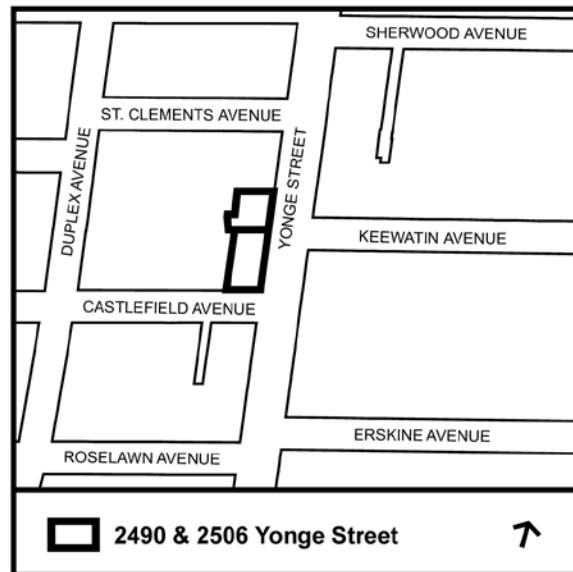 SHERWOOD AVENUE
ST. CLEMENTS AVENUE
DUPLEX AVENUE
YONGE STREET
KEEWATIN AVENUE
CASTLEFIELD AVENUE
ERSKINE AVENUE
ROSELAWN AVENUE
2490 & 2506 Yonge Street